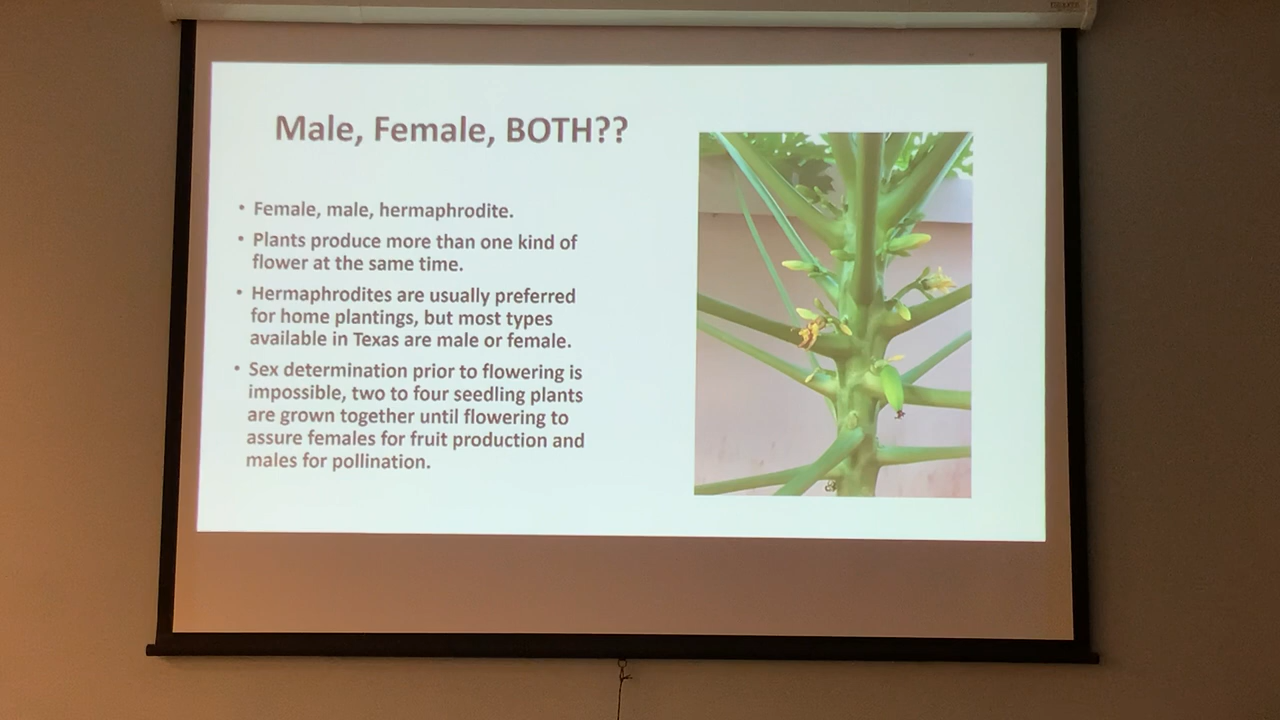 Male, Female, BOTH??
• Female, male, hermaphrodite.
• Plants produce more than one kind of
flower at the same time.
• Hermaphrodites are usually preferred
for home plantings, but most types
available in Texas are male or female.
• Sex determination prior to flowering is
impossible, two to four seedling plants
are grown together until flowering to
assure females for fruit production and
males for pollination.